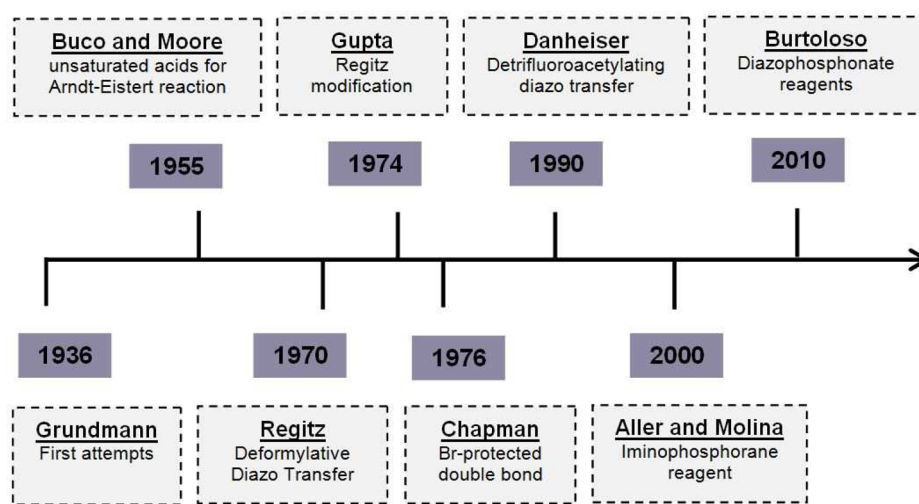 Buco and Moore
unsaturated acids for
Arndt-Eistert reaction
Gupta
Regitz
modification
Danheiser
Detrifluoroacetylating
diazo transfer
Burtoloso
Diazophosphonate
reagents
1955
1974
1990
2010
1936
1970
1976
2000
Grundmann
First attempts
Regitz
Deformylative
Diazo Transfer
Chapman
Br-protected
double bond
Aller and Molina
Iminophosphorane
reagent